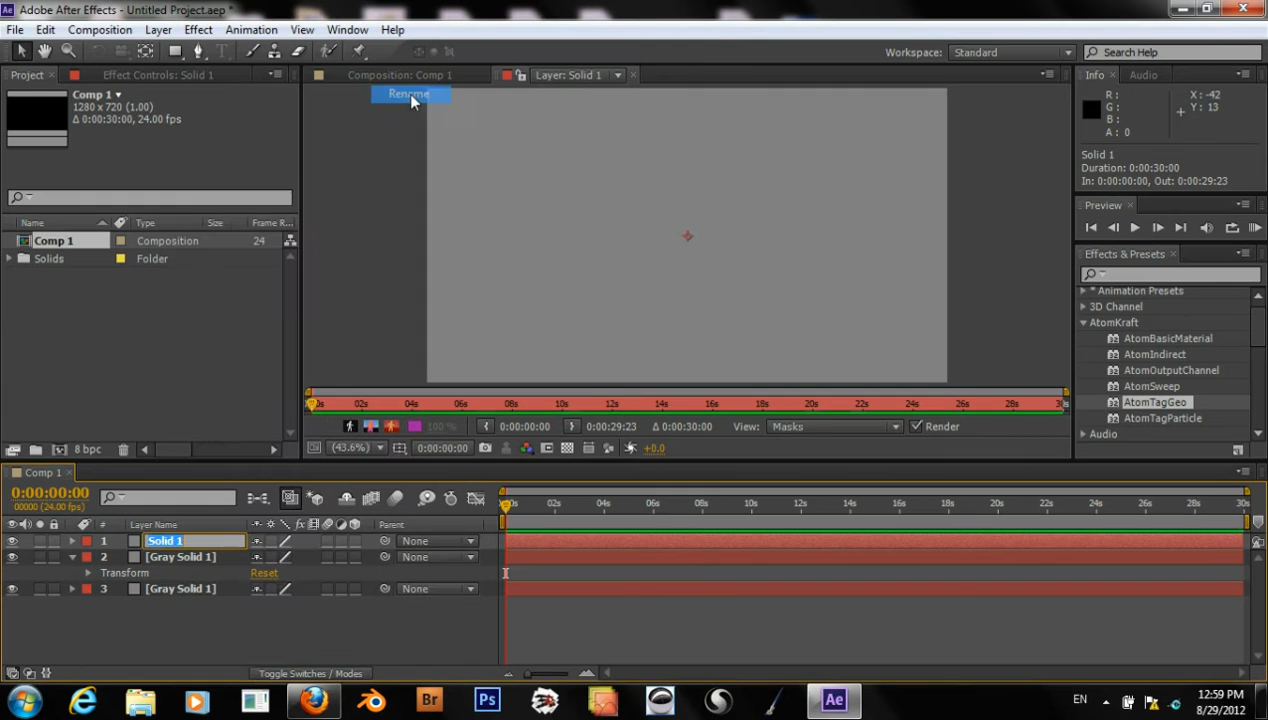 Adobe After Effects - Untitled Project.aep *
File Edit Composition Layer Effect Animation View Window Help
Workspace: Standard Search Help
Project Effect Controls: Solid 1 Composition: Comp 1 Layer: Solid 1 Info Audio
Comp 1
1280 x 720 (1.00)
Δ 0:00:30:00, 24.00 fps
Rename
R :
G :
B :
A : 0
X : -42
Y : 13
Solid 1
Duration: 0:00:30:00
In: 0:00:00:00, Out: 0:00:29:23
Preview
Name Type Size Frame R...
Comp 1 Composition 24
Solids Folder
Effects & Presets
* Animation Presets
3D Channel
AtomKraft
AtomBasicMaterial
AtomIndirect
AtomOutputChannel
AtomSweep
AtomTagGeo
AtomTagParticle
Audio
02s 04s 06s 08s 10s 12s 14s 16s 18s 20s 22s 24s 26s 28s
100 % 0:00:00:00 0:00:29:23 Δ 0:00:30:00 View: Masks Render
8 bpc (43.6%) 0:00:00:00 +0.0
Comp 1
0:00:00:00
00000 (24.00 fps)
02s 04s 06s 08s 10s 12s 14s 16s 18s 20s 22s 24s 26s 28s 30s
# Layer Name fx Parent
1 Solid 1 None
2 [Gray Solid 1] None
Transform Reset
3 [Gray Solid 1] None
Toggle Switches / Modes
Br Ps Ae EN
12:59 PM
8/29/2012